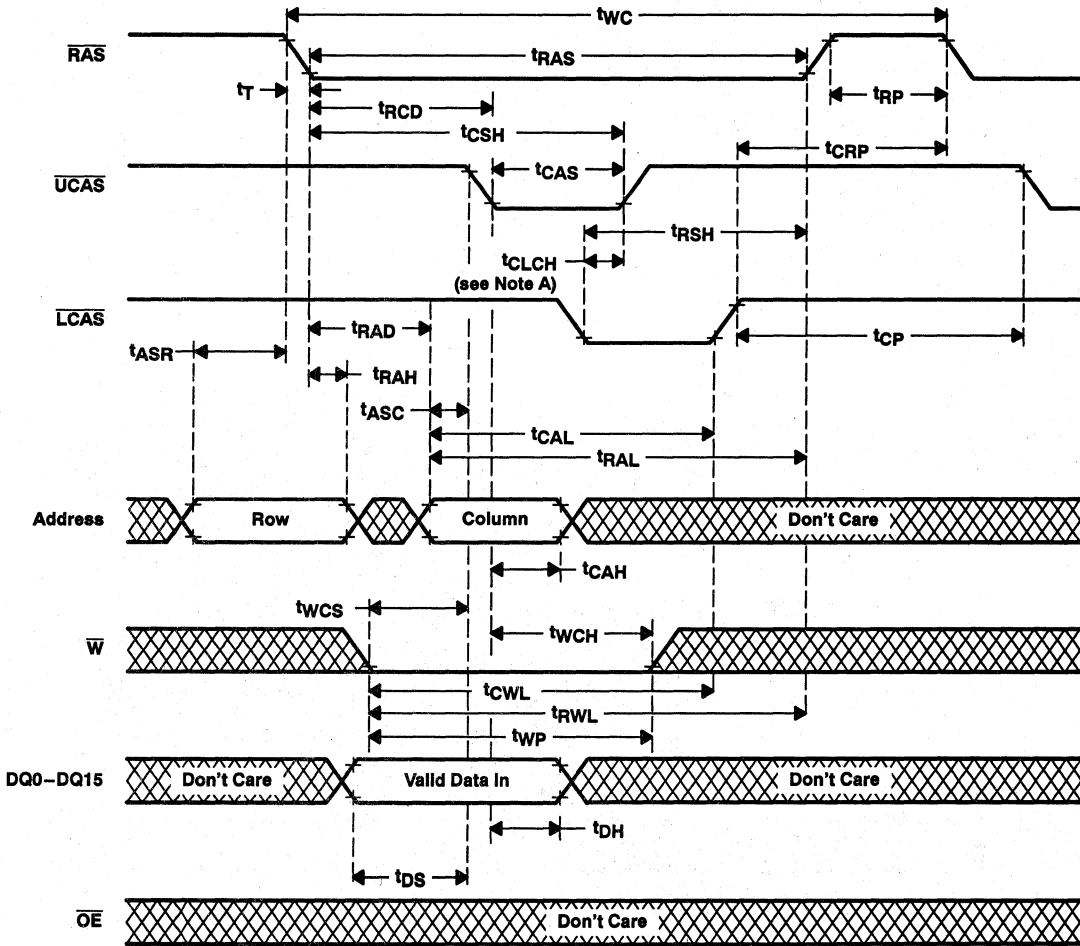 tWC
RAS
tRAS
tT
tRP
tRCD
tCSH
tCRP
UCAS
tCAS
tRSH
tCLCH
(see Note A)
LCAS
tRAD
tCP
tASR
tRAH
tASC
tCAL
tRAL
Address
Row
Column
Don't Care
tCAH
tWCS
W
tWCH
tCWL
tRWL
tWP
DQ0–DQ15
Don't Care
Valid Data In
Don't Care
tDH
tDS
OE
Don't Care